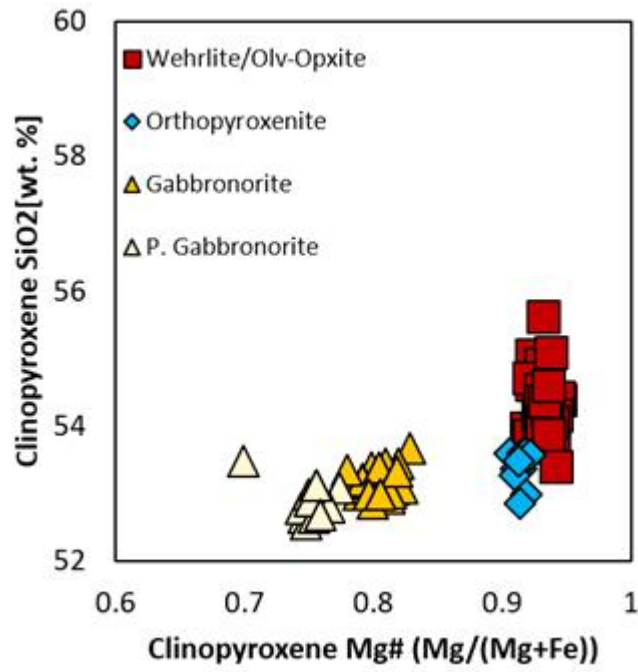 60
Wehrlite/Olv-Opxite
Orthopyroxenite
58
Gabbronorite
P. Gabbronorite
56
54
52
Clinopyroxene SiO2[wt. %]
0.6 0.7 0.8 0.9 1
Clinopyroxene Mg# (Mg/(Mg+Fe))